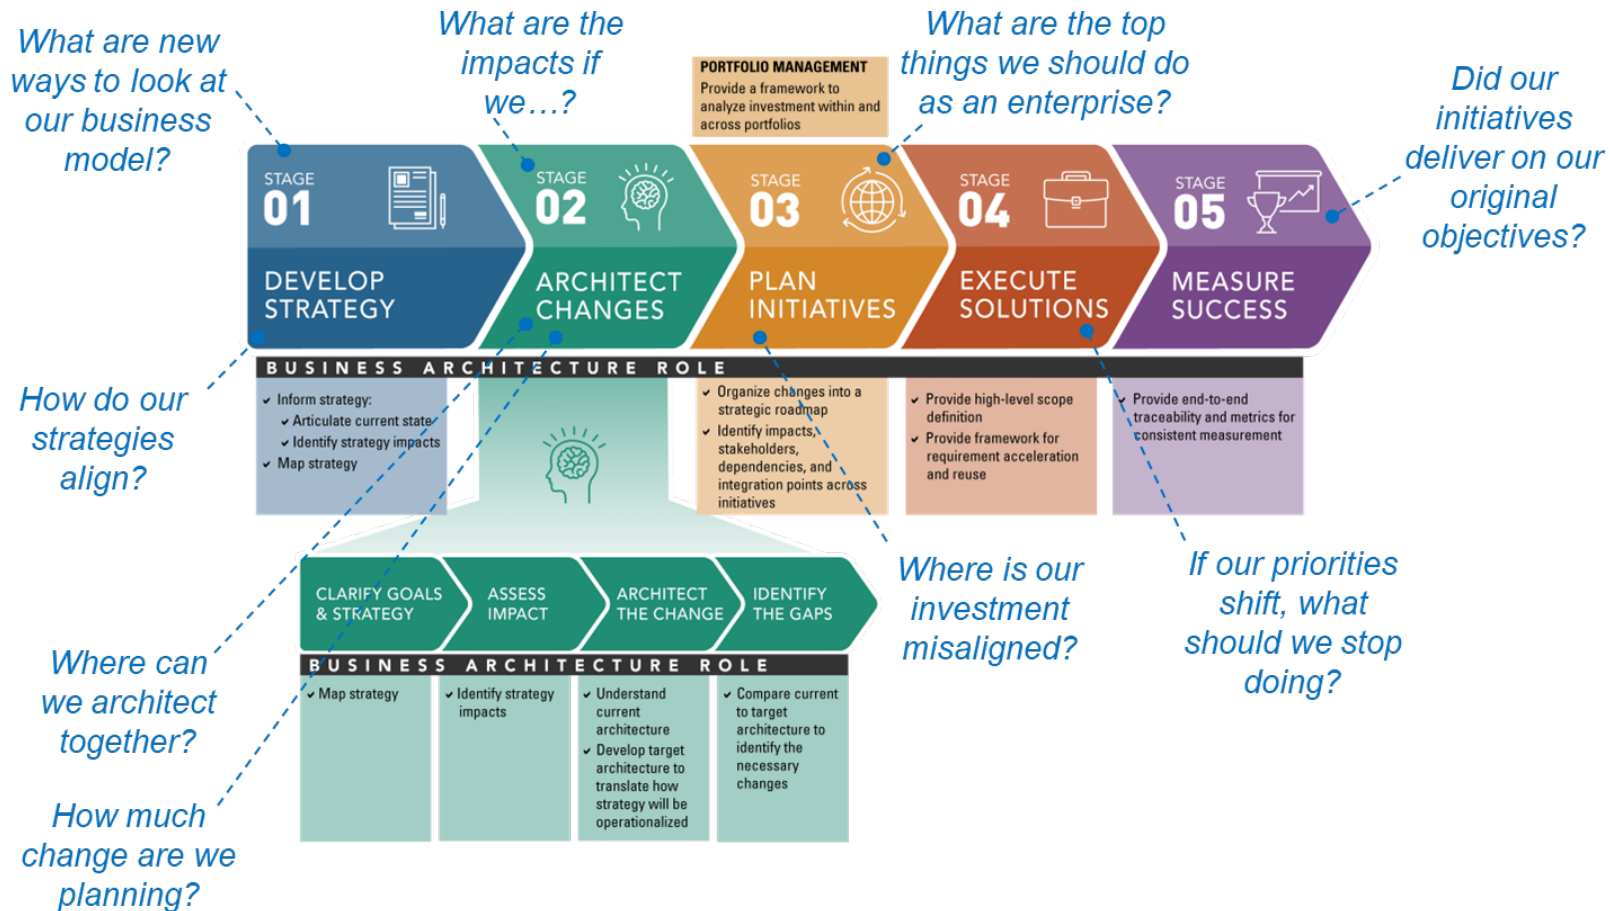 What are new
ways to look at
our business
model?
What are the
impacts if
we…?
PORTFOLIO MANAGEMENT
Provide a framework to
analyze investment within and
across portfolios
What are the top
things we should do
as an enterprise?
Did our
initiatives
deliver on our
original
objectives?
STAGE
01
DEVELOP
STRATEGY
STAGE
02
ARCHITECT
CHANGES
STAGE
03
PLAN
INITIATIVES
STAGE
04
EXECUTE
SOLUTIONS
STAGE
05
MEASURE
SUCCESS
BUSINESS ARCHITECTURE ROLE
How do our
strategies
align?
✔ Inform strategy:
✔ Articulate current state
✔ Identify strategy impacts
✔ Map strategy
✔ Organize changes into a
strategic roadmap
✔ Identify impacts,
stakeholders,
dependencies, and
integration points across
initiatives
✔ Provide high-level scope
definition
✔ Provide framework for
requirement acceleration
and reuse
✔ Provide end-to-end
traceability and metrics for
consistent measurement
Where is our
investment
misaligned?
If our priorities
shift, what
should we stop
doing?
CLARIFY GOALS
& STRATEGY
ASSESS
IMPACT
ARCHITECT
THE CHANGE
IDENTIFY
THE GAPS
BUSINESS ARCHITECTURE ROLE
Where can
we architect
together?
✔ Map strategy
✔ Identify strategy
impacts
✔ Understand
current
architecture
✔ Develop target
architecture to
translate how
strategy will be
operationalized
✔ Compare current
to target
architecture to
identify the
necessary
changes
How much
change are we
planning?